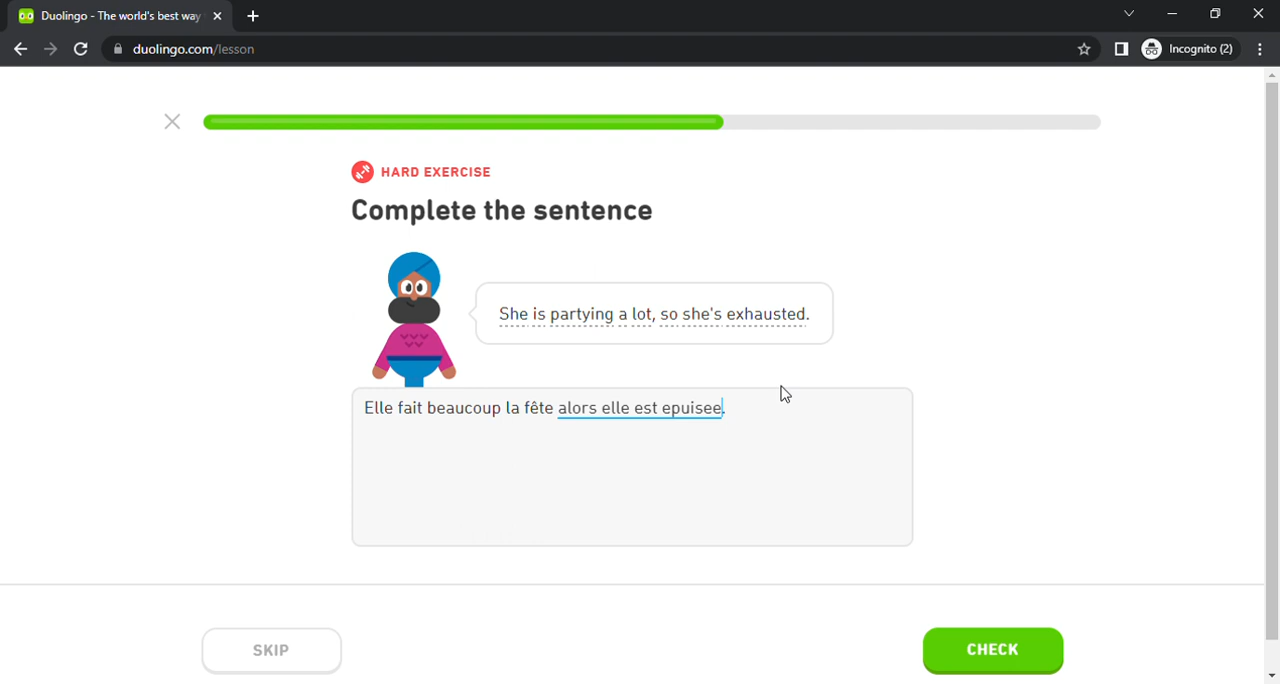 Duolingo - The world's best way
duolingo.com/lesson
Incognito (2)
HARD EXERCISE
Complete the sentence
She is partying a lot, so she's exhausted.
Elle fait beaucoup la fête alors elle est epuisee.
SKIP
CHECK